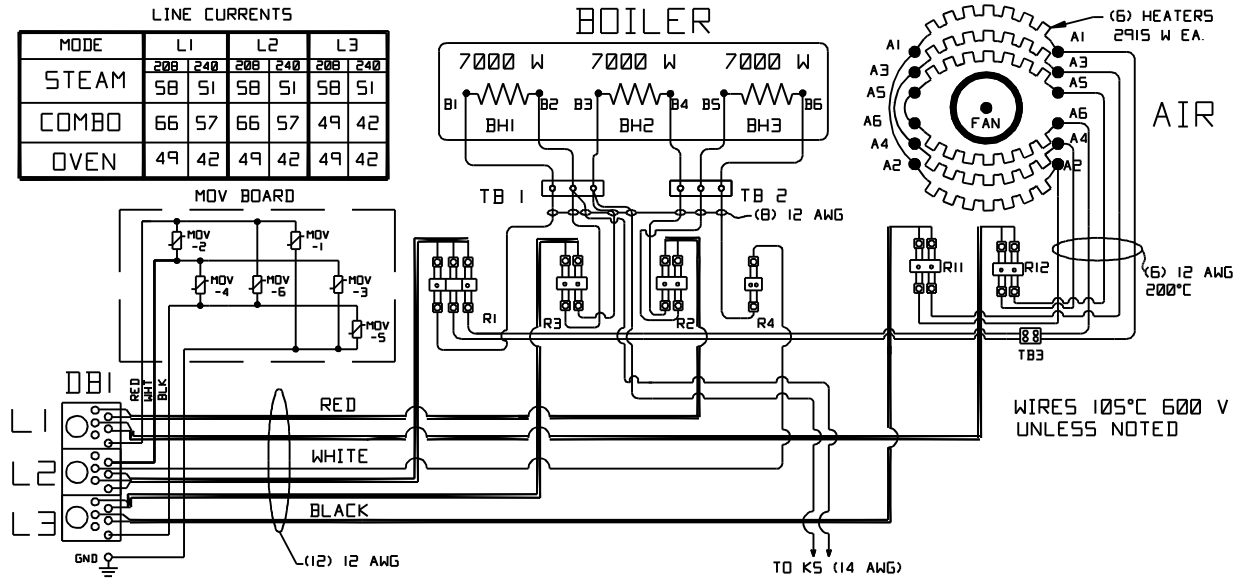 LINE CURRENTS
MODE L1 L2 L3
208 240 208 240 208 240
STEAM 58 51 58 51 58 51
COMBO 66 57 66 57 49 42
OVEN 49 42 49 42 49 42
BOILER
7000 W 7000 W 7000 W
B1 B2 B3 B4 B5 B6
BH1 BH2 BH3
TB 1 TB 2
(8) 12 AWG
(6) HEATERS
2915 W EA.
A1 A1
A3 A3
A5 A5
A6 A6
A4 A4
A2 A2
FAN
AIR
MOV BOARD
MOV
-2
MOV
-1
MOV
-4
MOV
-6
MOV
-3
MOV
-5
R1 R3 R2 R4
R11 R12
(6) 12 AWG
200°C
TB3
DB1
RED
WHT
BLK
L1
L2
L3
RED
WHITE
BLACK
GND
(12) 12 AWG
WIRES 105°C 600 V
UNLESS NOTED
TO K5 (14 AWG)